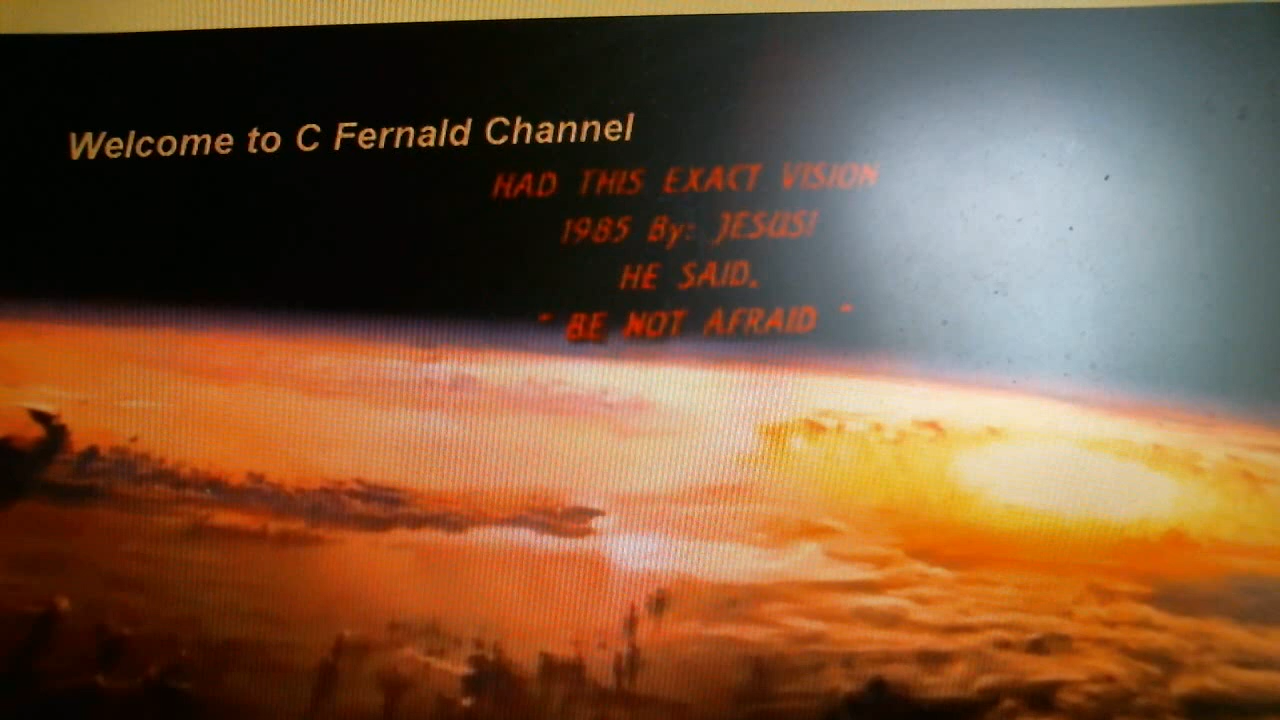 Welcome to C Fernald Channel
HAD THIS EXACT VISION
1985 By: JESUS!
HE SAID.
" BE NOT AFRAID "